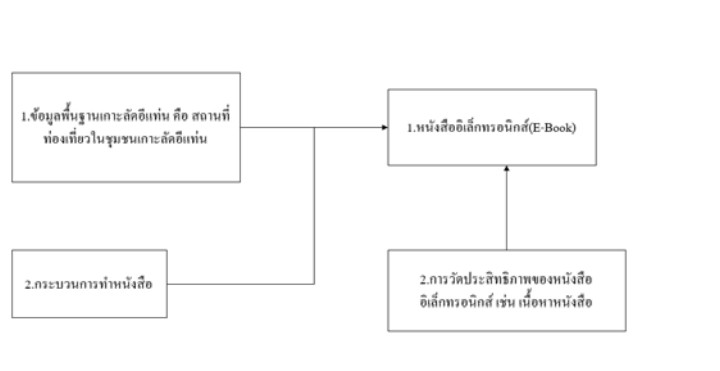 1.ข้อมูลพื้นฐานเกาะลัดอีแท่น คือ สถานที่
ท่องเที่ยวในชุมชนเกาะลัดอีแท่น
1.หนังสืออิเล็กทรอนิกส์(E-Book)
2.กระบวนการทำหนังสือ
2.การวัดประสิทธิภาพของหนังสือ
อิเล็กทรอนิกส์ เช่น เนื้อหาหนังสือ